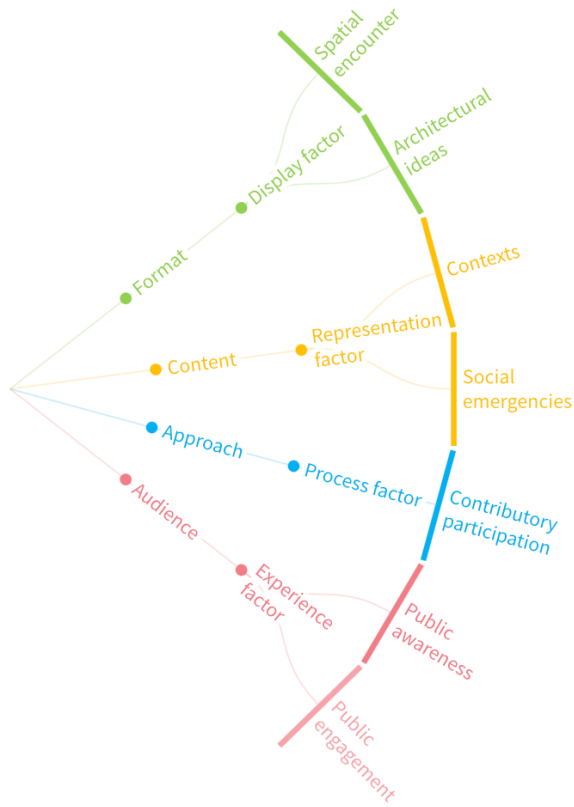 Spatial
encounter
Architectural
ideas
Display factor
Format
Contexts
Representation
factor
Content
Social
emergencies
Approach
Process factor
Contributory
participation
Audience
Experience
factor
Public
awareness
Public
engagement